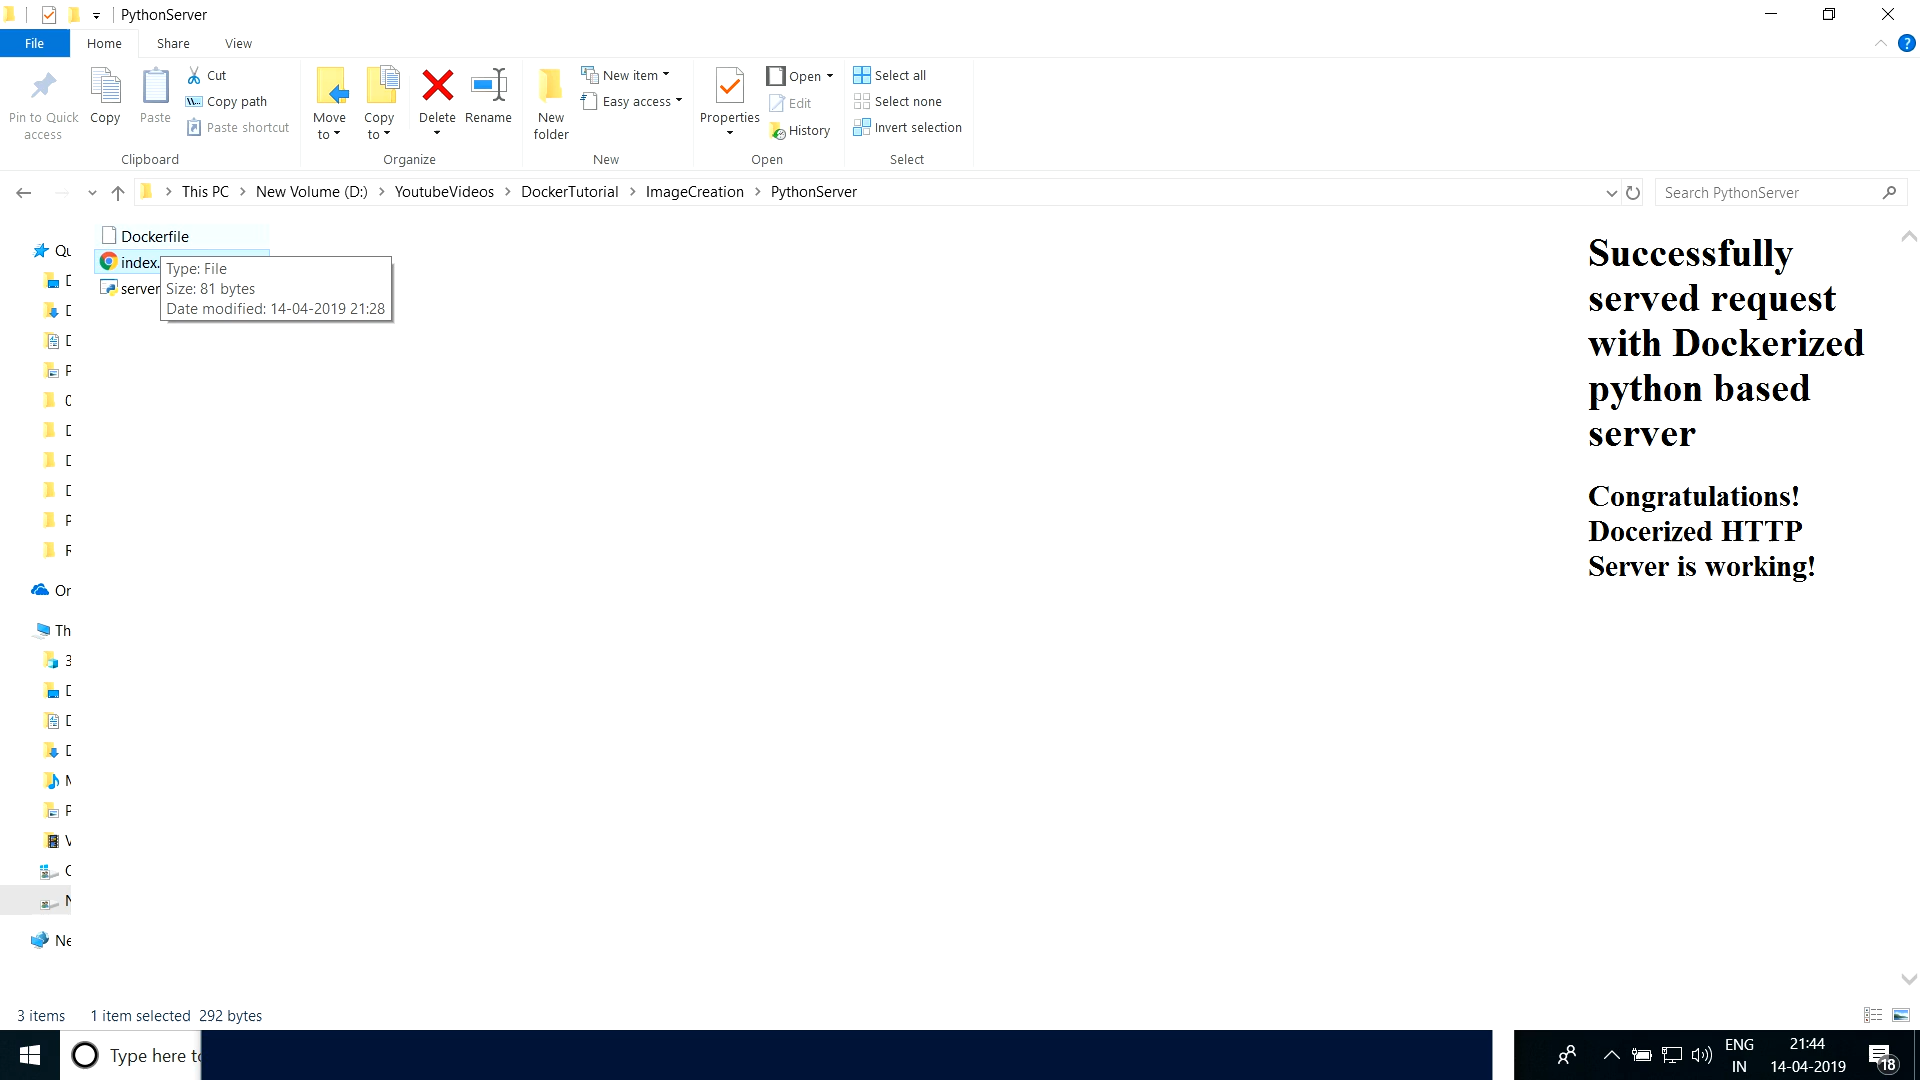 PythonServer
File Home Share View
Pin to Quick access
Copy
Paste
Cut
Copy path
Paste shortcut
Clipboard
Move to
Copy to
Delete
Rename
Organize
New folder
New item
Easy access
New
Properties
Open
Edit
History
Open
Select all
Select none
Invert selection
Select
This PC > New Volume (D:) > YoutubeVideos > DockerTutorial > ImageCreation > PythonServer
Search PythonServer
Dockerfile
index.
server
Type: File
Size: 81 bytes
Date modified: 14-04-2019 21:28
Successfully
served request
with Dockerized
python based
server
Congratulations!
Docerized HTTP
Server is working!
3 items 1 item selected 292 bytes
Type here to
ENG
IN
21:44
14-04-2019
18